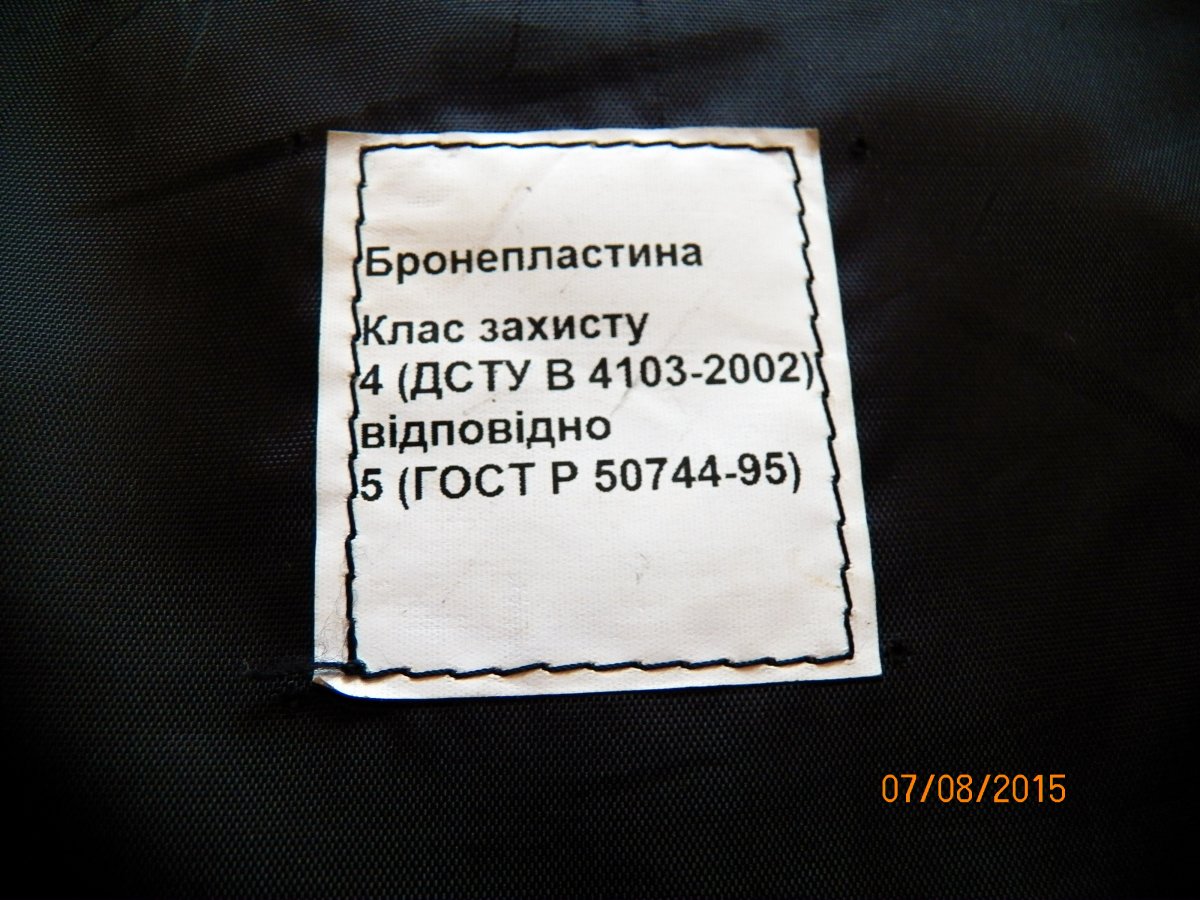 Бронепластина
Клас захисту
4 (ДСТУ В 4103-2002)
відповідно
5 (ГОСТ Р 50744-95)
07/08/2015